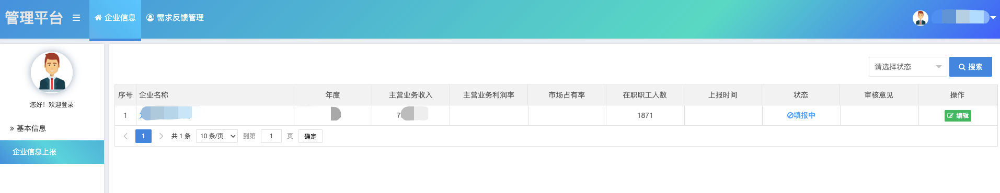 管理平台 企业信息 需求反馈管理
您好！欢迎登录
基本信息
企业信息上报
请选择状态 搜索
序号 企业名称 年度 主营业务收入 主营业务利润率 市场占有率 在职职工人数 上报时间 状态 审核意见 操作
1 7 1871 填报中 编辑
1 共 1 条 10 条/页 到第 1 页 确定